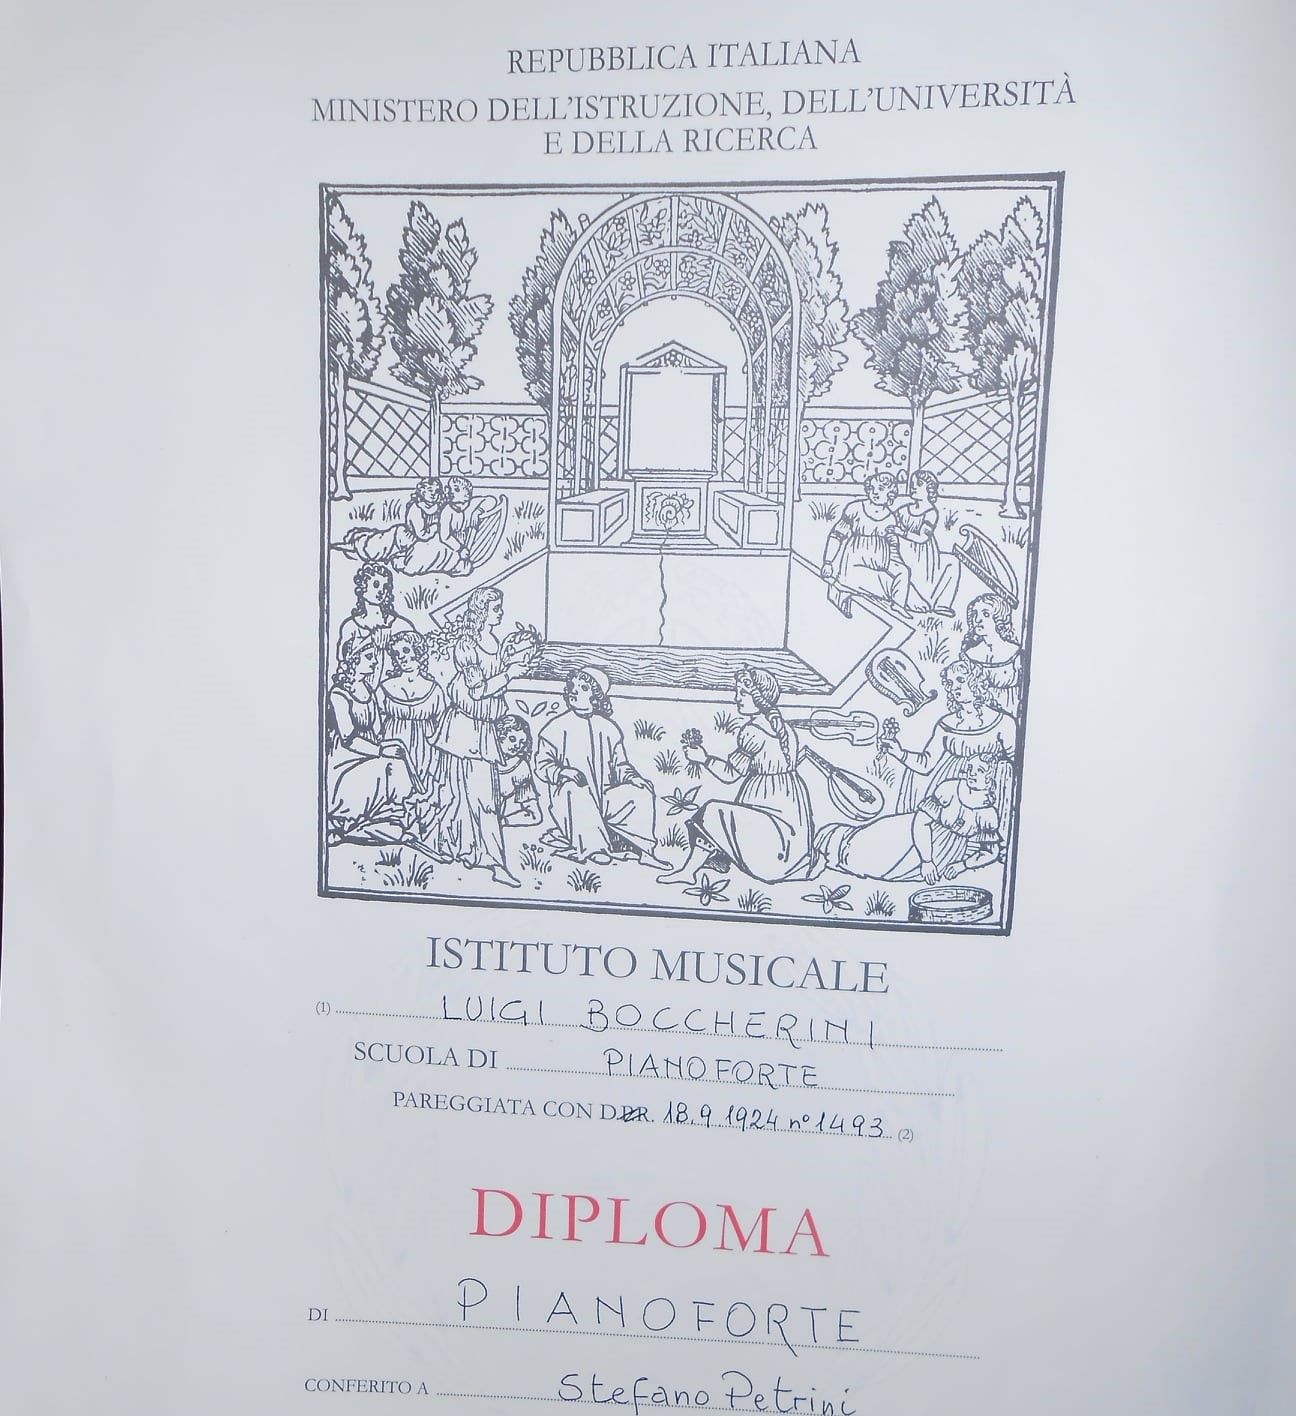 REPUBBLICA ITALIANA
MINISTERO DELL'ISTRUZIONE, DELL'UNIVERSITÀ
E DELLA RICERCA
ISTITUTO MUSICALE
(1) LUIGI BOCCHERINI
SCUOLA DI PIANOFORTE
PAREGGIATA CON D.P.R. 18.9 1924 n° 1493 (2)
DIPLOMA
DI PIANOFORTE
CONFERITO A Stefano Petrini